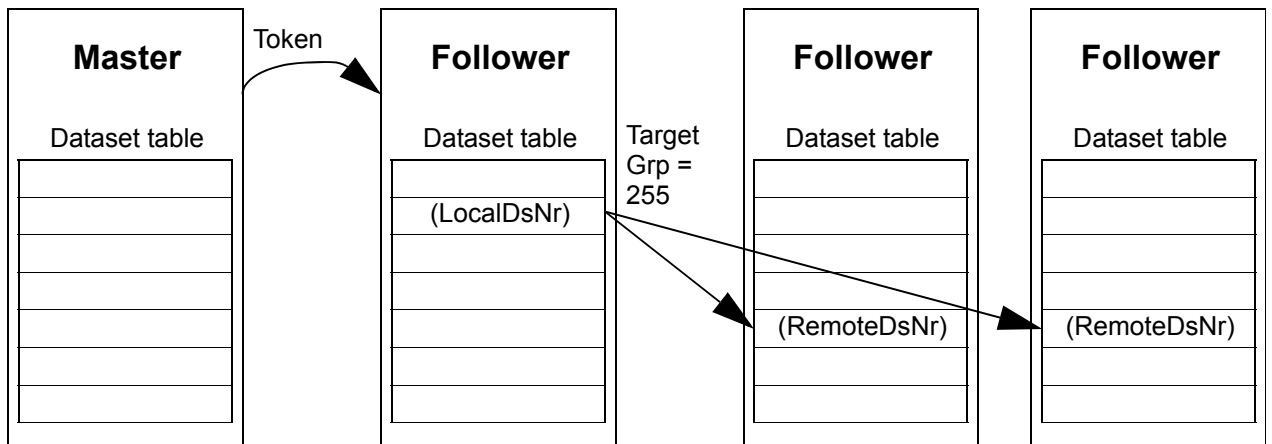 Master
Token
Follower
Follower
Follower
Dataset table
Dataset table
Target
Grp =
255
Dataset table
Dataset table
(LocalDsNr)
(RemoteDsNr)
(RemoteDsNr)